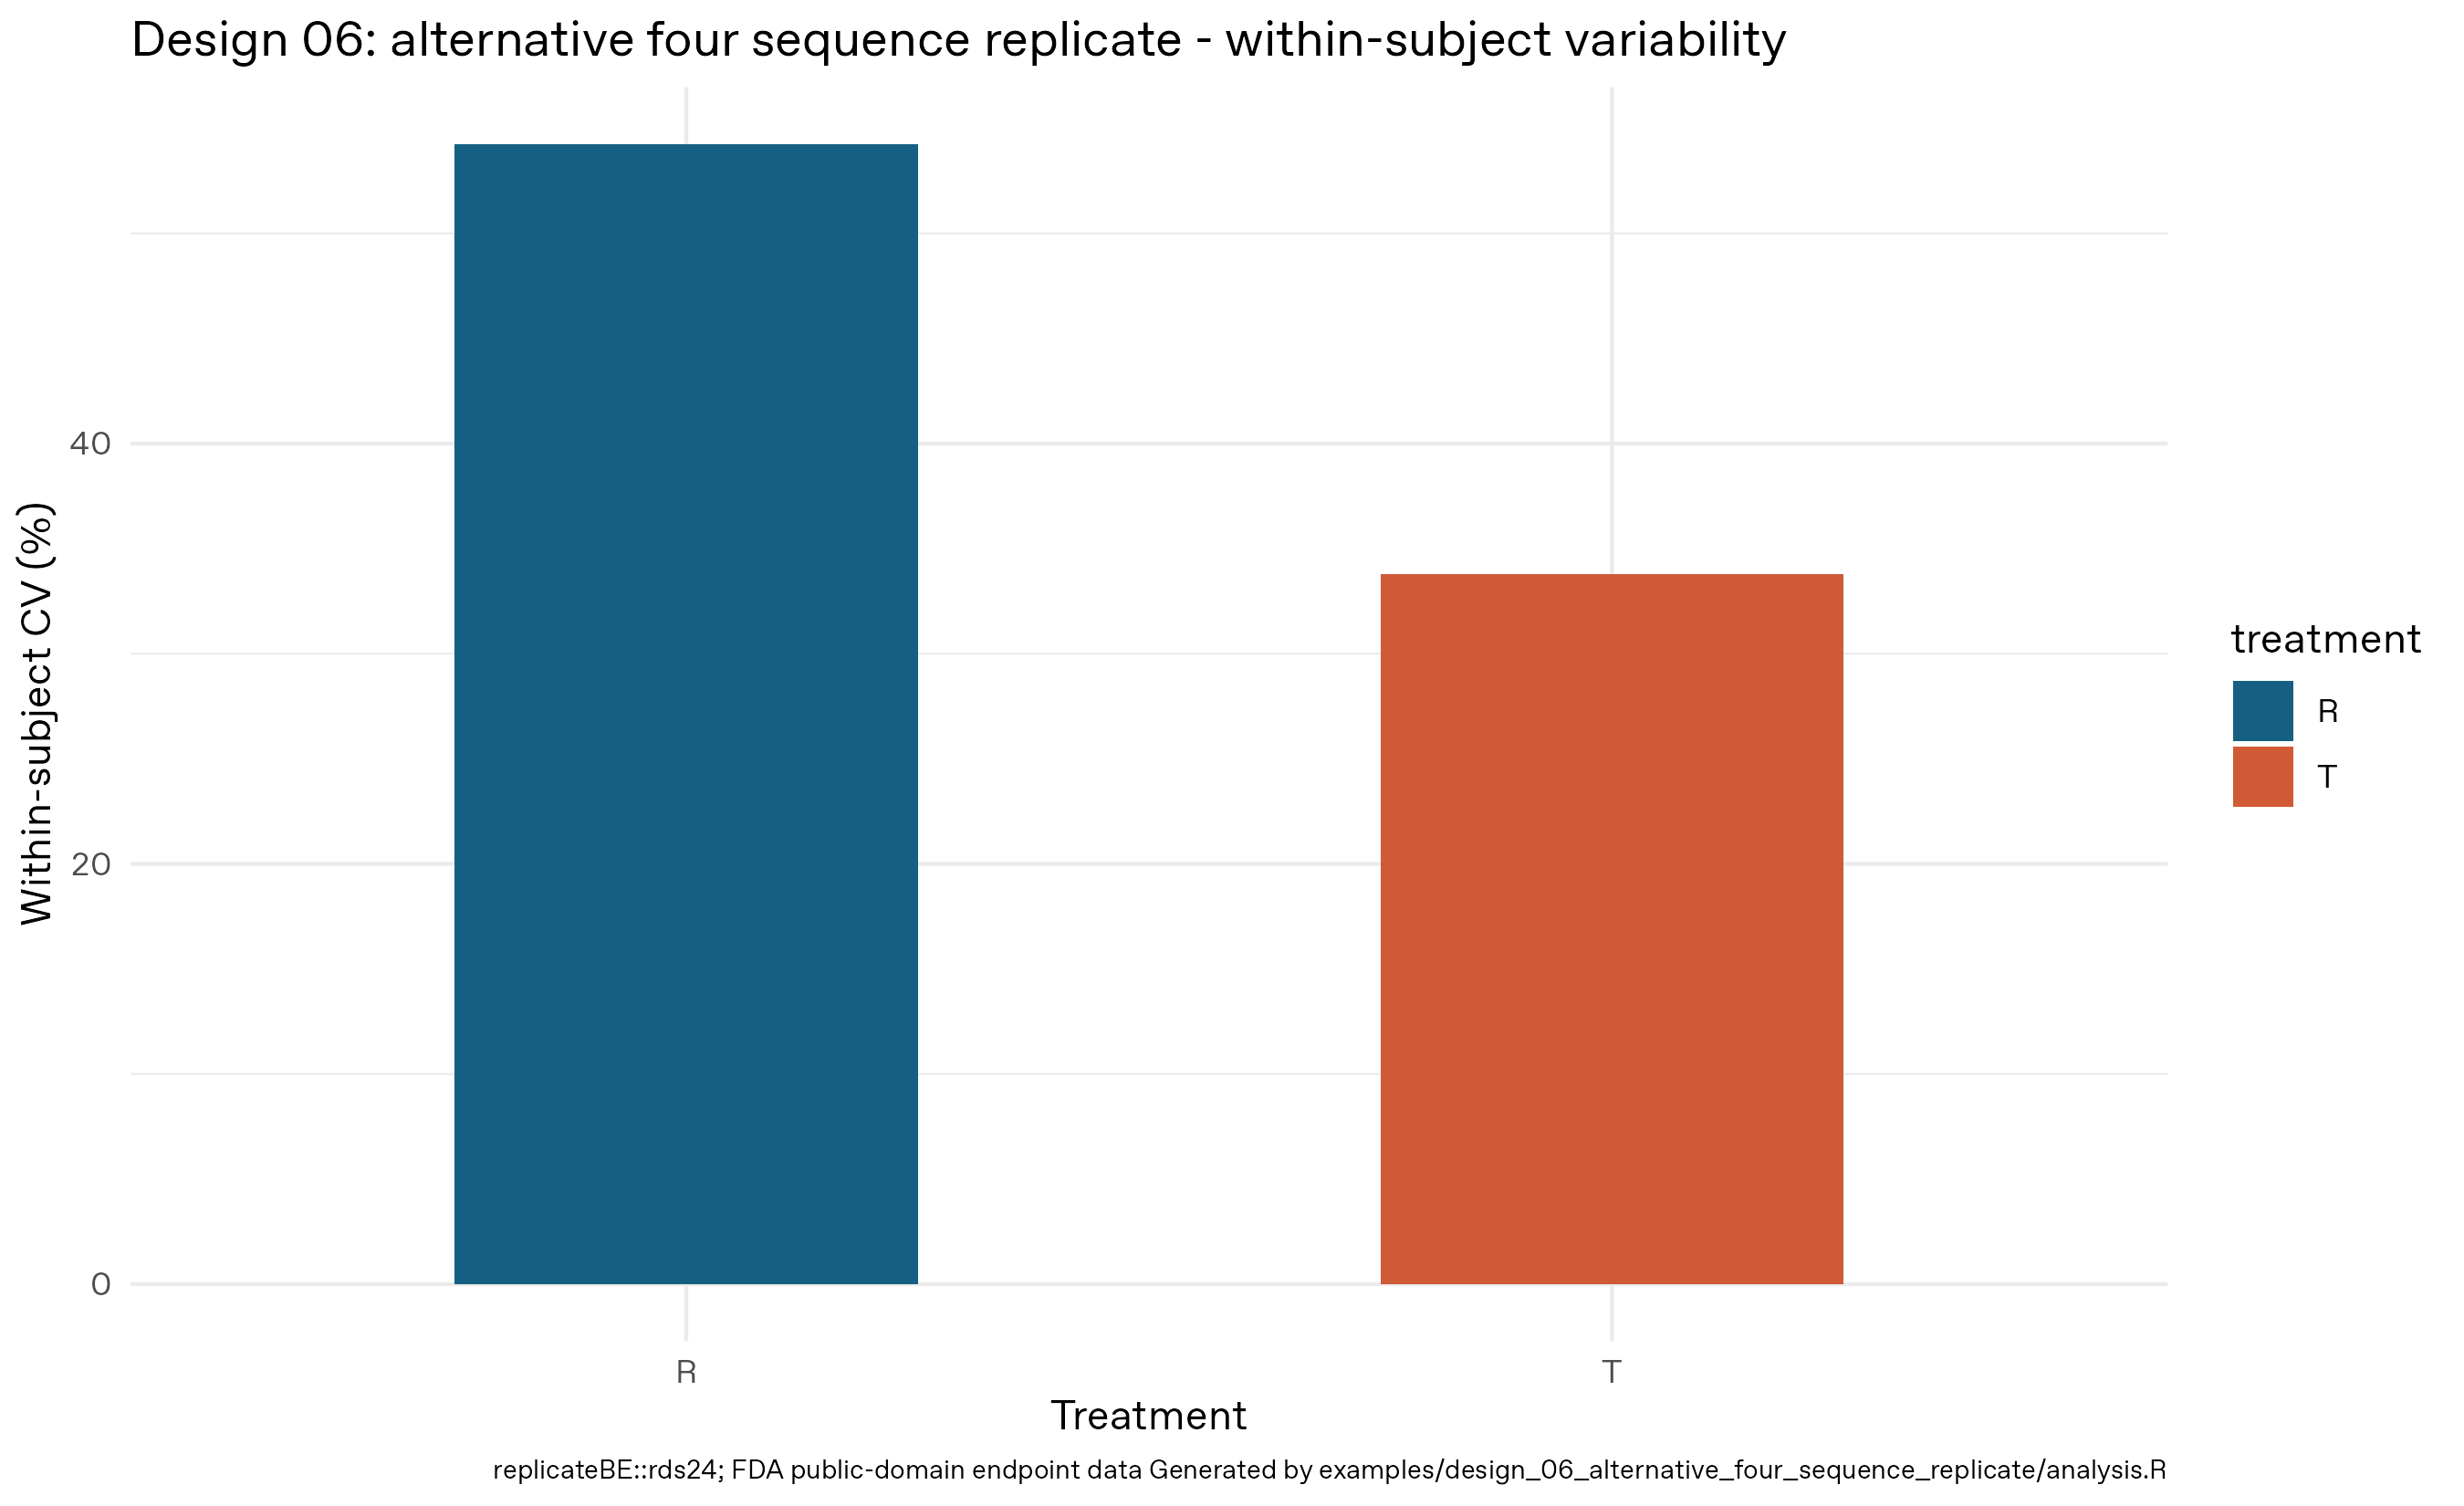 Design 06: alternative four sequence replicate - within-subject variability
Within-subject CV (%)
40
20
0
R
T
Treatment
treatment
R
T
replicateBE::rds24; FDA public-domain endpoint data Generated by examples/design_06_alternative_four_sequence_replicate/analysis.R